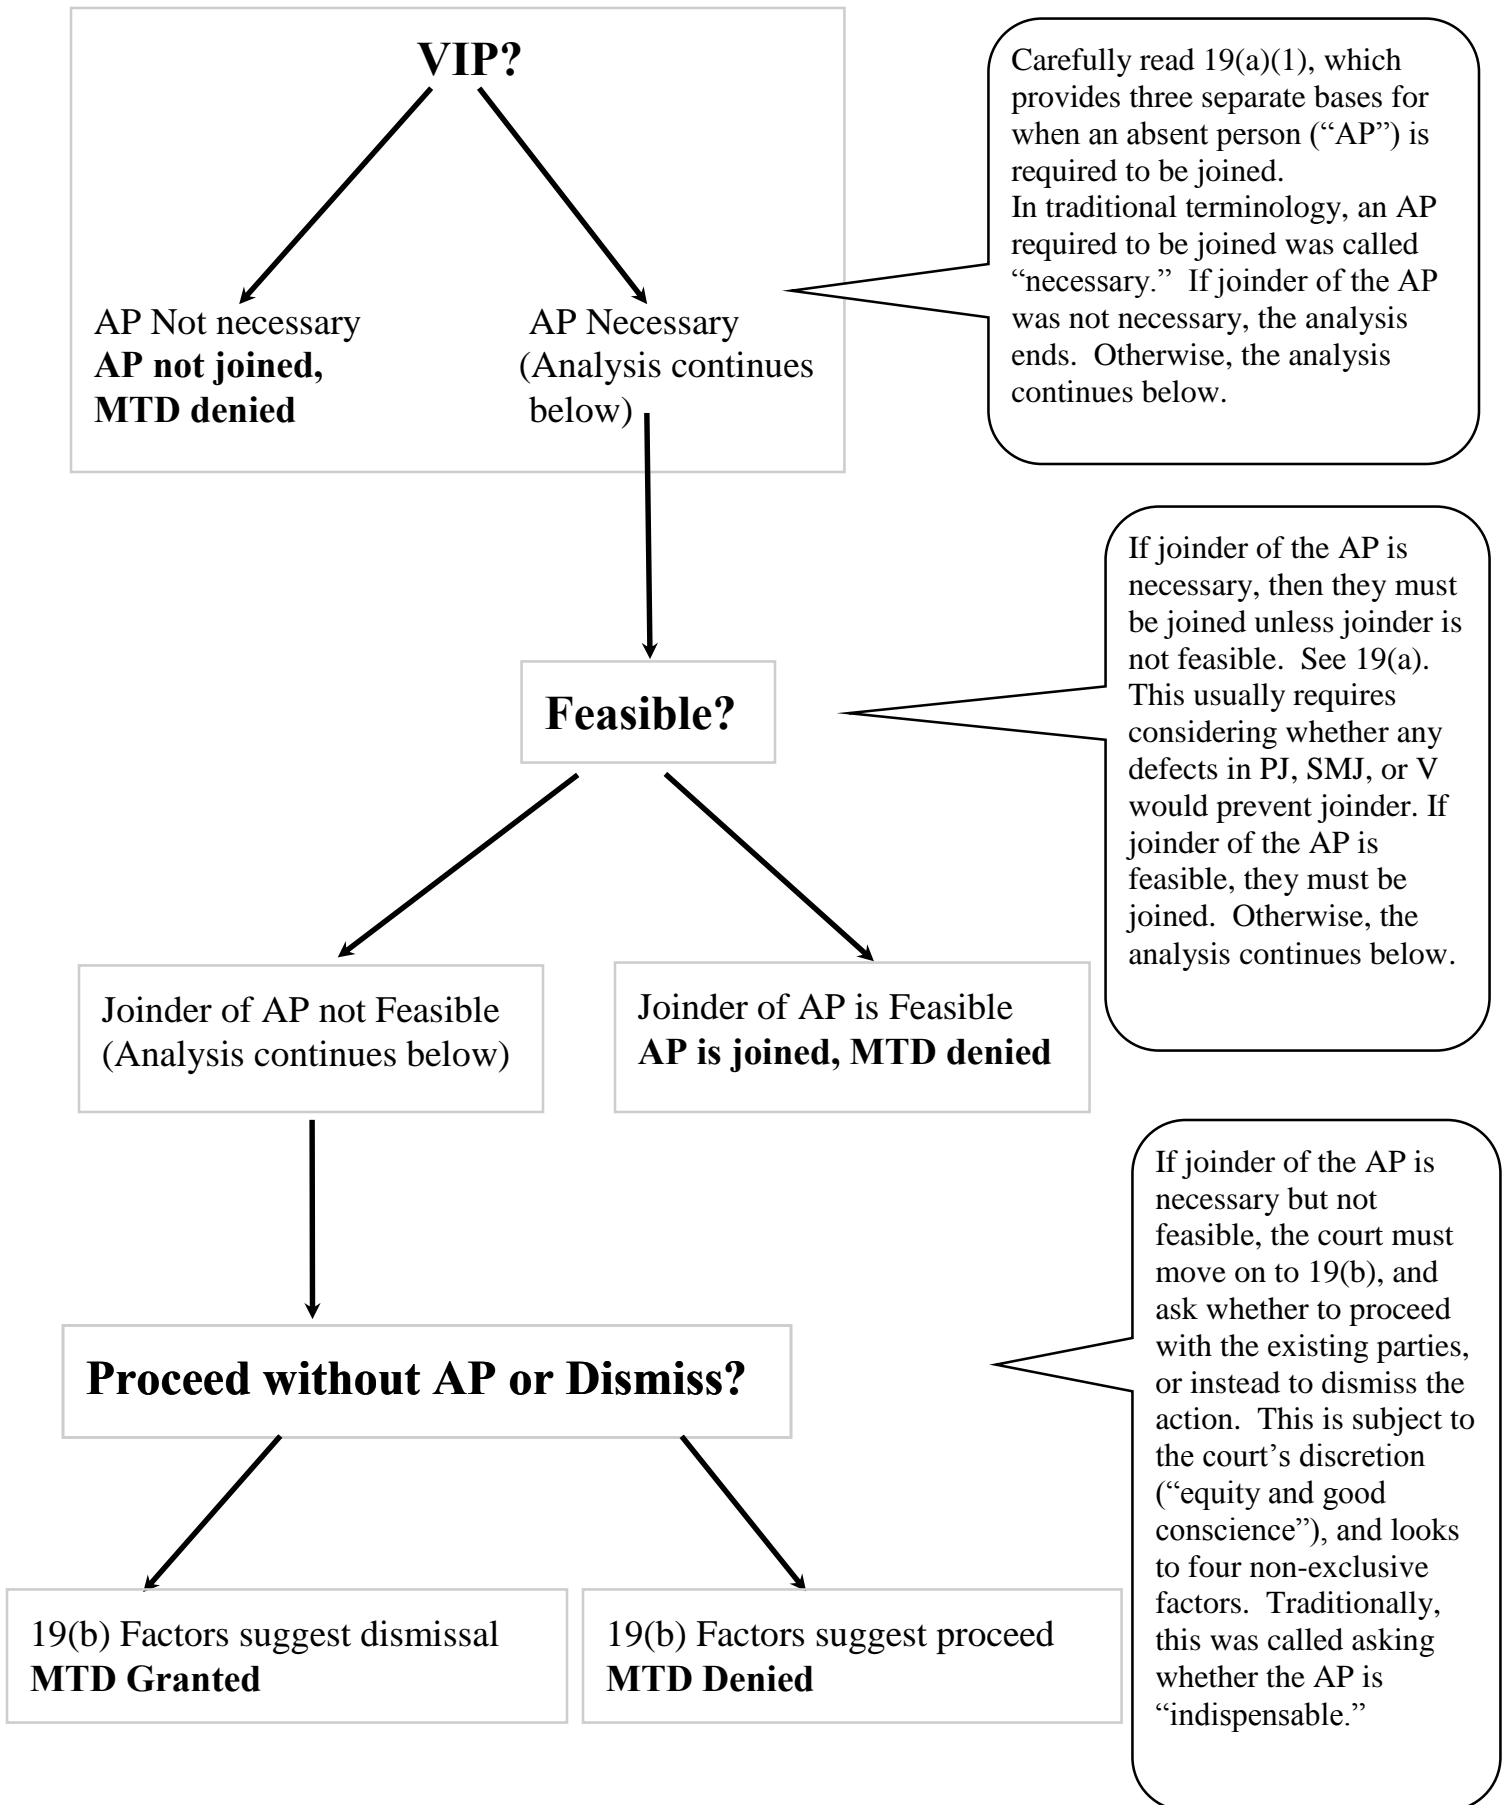 VIP?
AP Not necessary
AP not joined,
MTD denied
AP Necessary
(Analysis continues
below)
Carefully read 19(a)(1), which
provides three separate bases for
when an absent person (“AP”) is
required to be joined.
In traditional terminology, an AP
required to be joined was called
“necessary.”  If joinder of the AP
was not necessary, the analysis
ends.  Otherwise, the analysis
continues below.
Feasible?
If joinder of the AP is
necessary, then they must
be joined unless joinder is
not feasible.  See 19(a).
This usually requires
considering whether any
defects in PJ, SMJ, or V
would prevent joinder. If
joinder of the AP is
feasible, they must be
joined.  Otherwise, the
analysis continues below.
Joinder of AP not Feasible
(Analysis continues below)
Joinder of AP is Feasible
AP is joined, MTD denied
Proceed without AP or Dismiss?
If joinder of the AP is
necessary but not
feasible, the court must
move on to 19(b), and
ask whether to proceed
with the existing parties,
or instead to dismiss the
action.  This is subject to
the court’s discretion
(“equity and good
conscience”), and looks
to four non-exclusive
factors.  Traditionally,
this was called asking
whether the AP is
“indispensable.”
19(b) Factors suggest dismissal
MTD Granted
19(b) Factors suggest proceed
MTD Denied